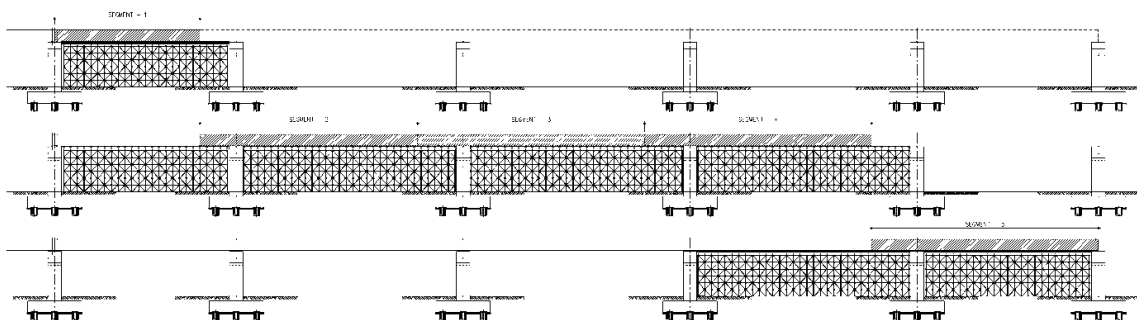 SEGMENT - 1
SEGMENT - 2
SEGMENT - 3
SEGMENT - 4
SEGMENT - 5